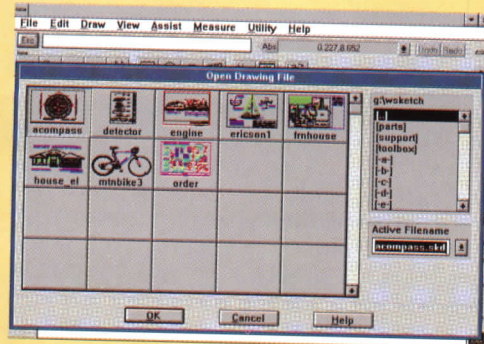 File Edit Draw View Assist Measure Utility Help
Esc
Abs 0.227,8.682 Undo Redo
Open Drawing File
acompass detector engine ericson1 frnhouse
house_el mtnbike3 order
g:\wsketch
[..]
[parts]
[support]
[toolbox]
[-a-]
[-b-]
[-c-]
[-d-]
[-e-]
Active Filename
acompass.skd
OK Cancel Help